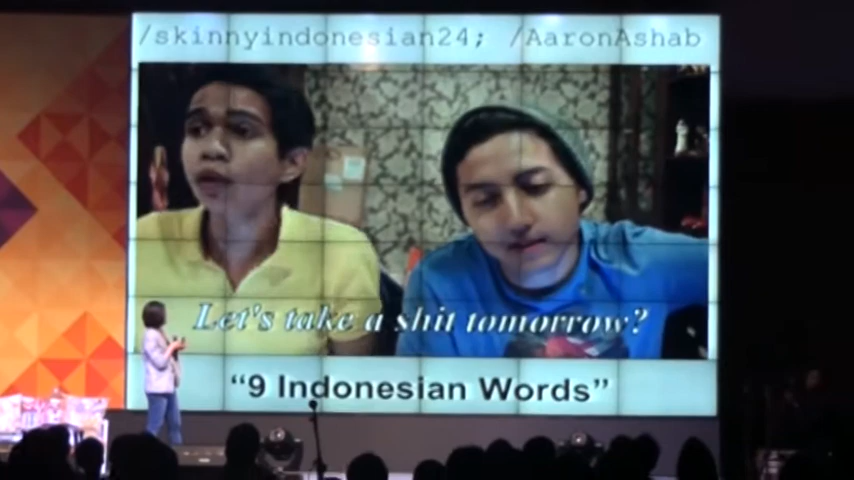 /skinnyindonesian24; /AaronAshab
Let's take a shit tomorrow?
“9 Indonesian Words”